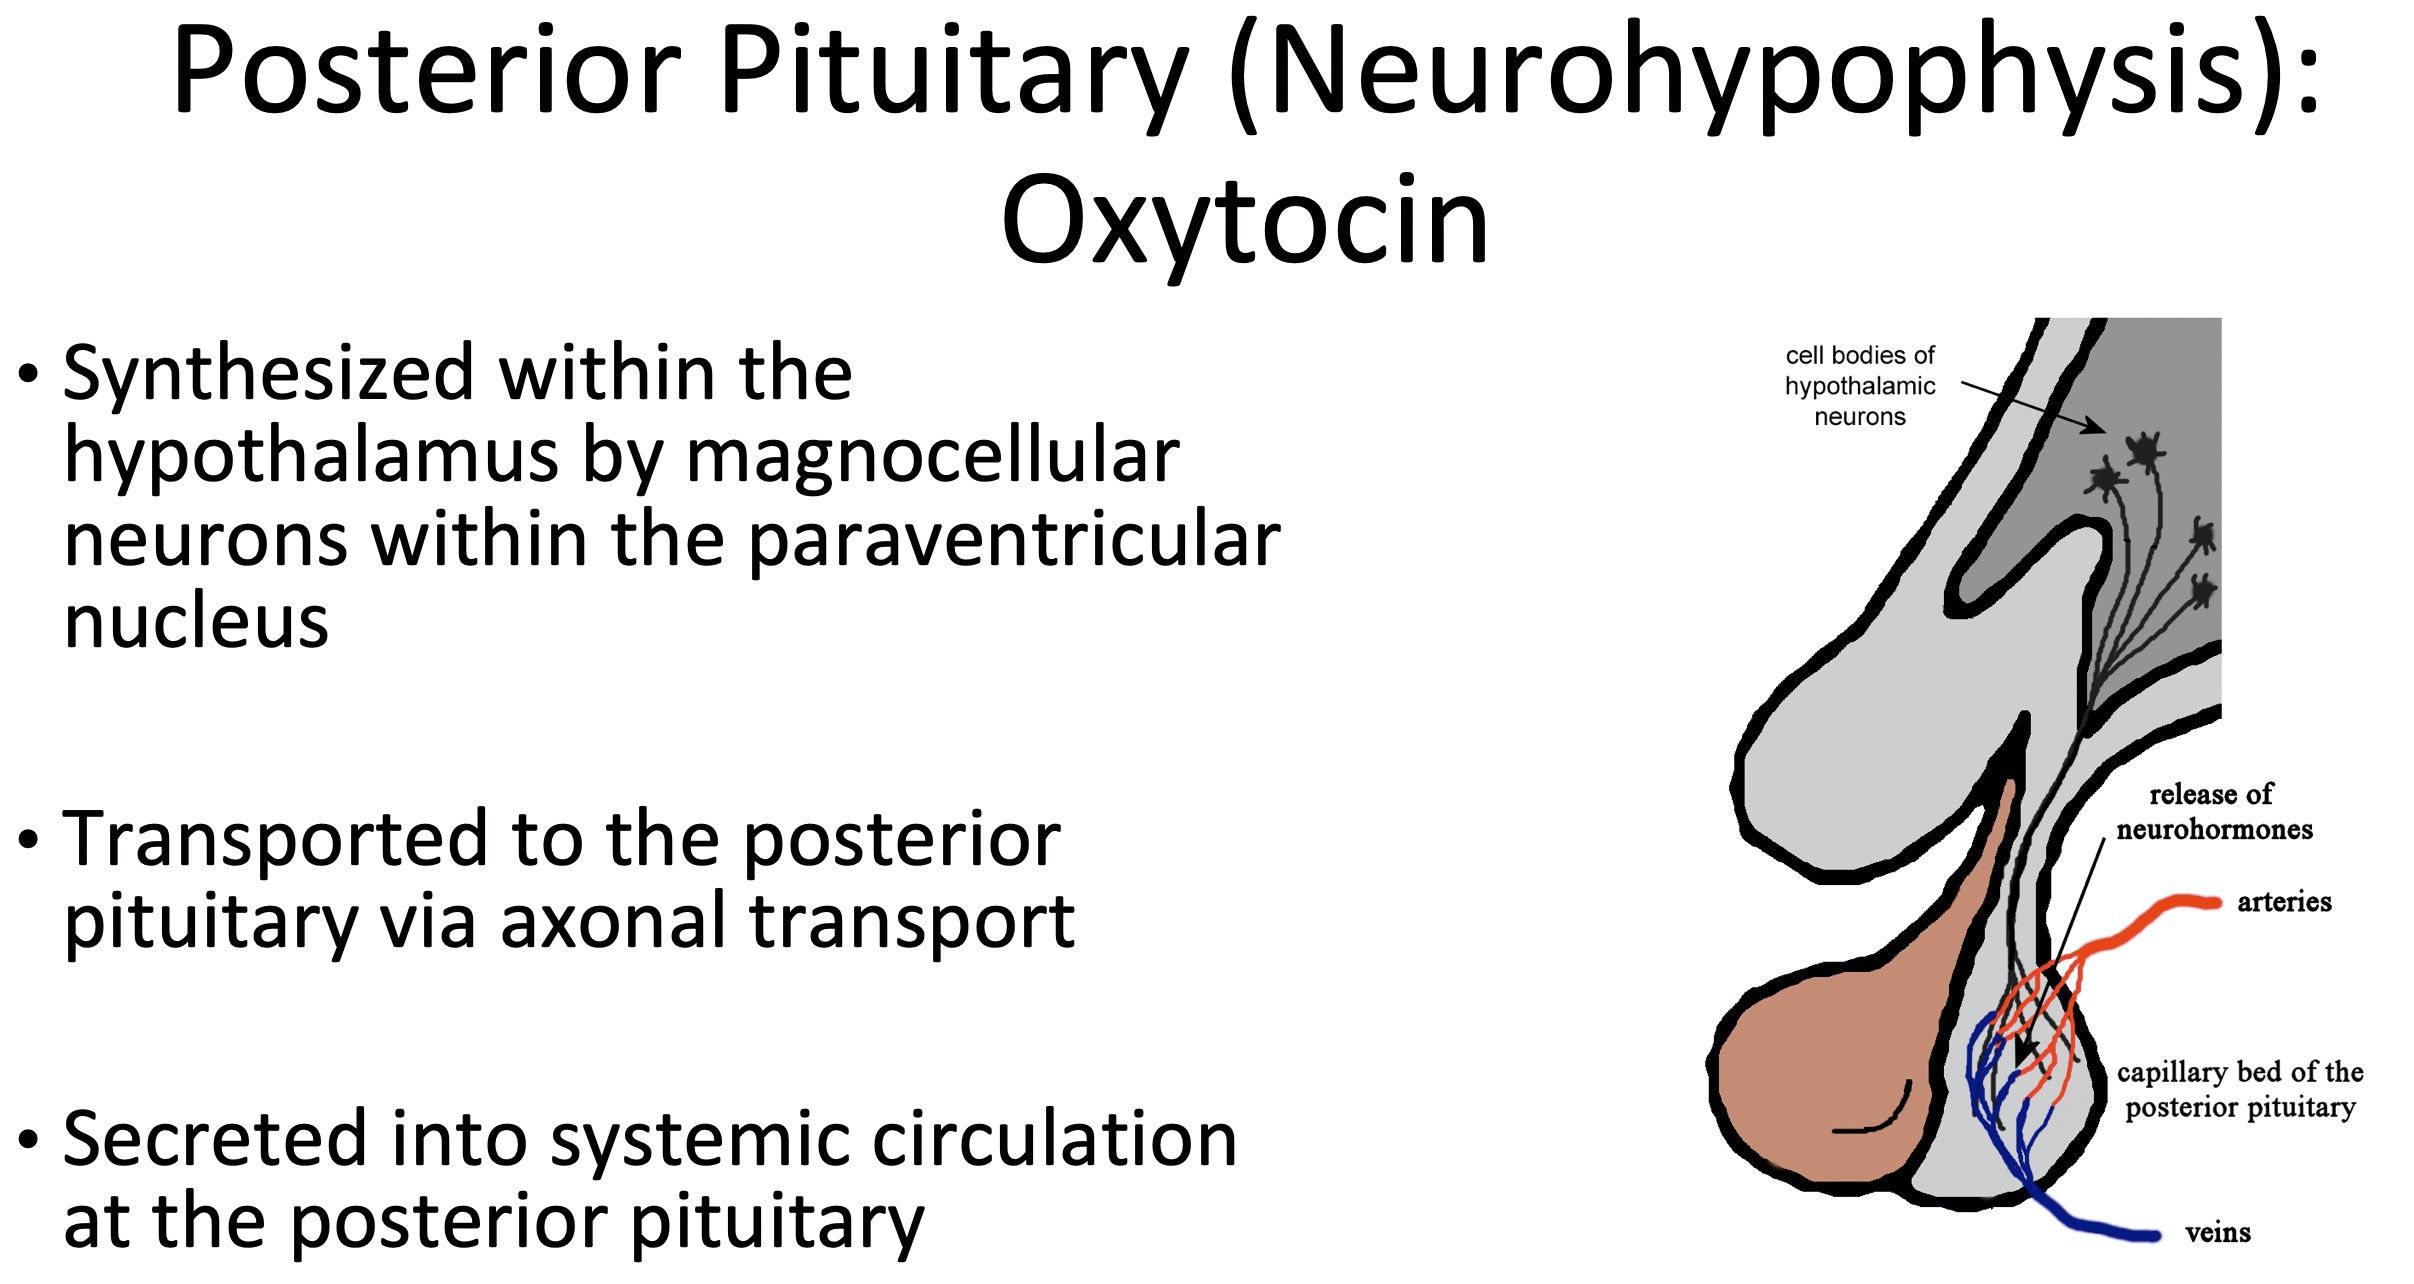 Posterior Pituitary (Neurohypophysis):
Oxytocin
• Synthesized within the
hypothalamus by magnocellular
neurons within the paraventricular
nucleus
• Transported to the posterior
pituitary via axonal transport
• Secreted into systemic circulation
at the posterior pituitary
cell bodies of
hypothalamic
neurons
release of
neurohormones
arteries
capillary bed of the
posterior pituitary
veins